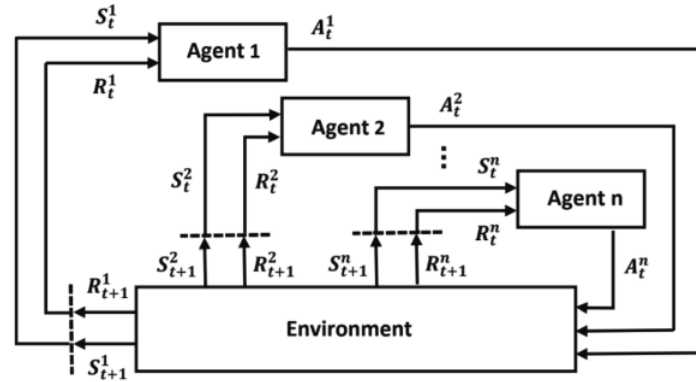 S_t^1
A_t^1
Agent 1
R_t^1
A_t^2
Agent 2
⋮
S_t^2
R_t^2
S_t^n
Agent n
R_t^n
S_{t+1}^2
R_{t+1}^2
S_{t+1}^n
R_{t+1}^n
A_t^n
R_{t+1}^1
Environment
S_{t+1}^1